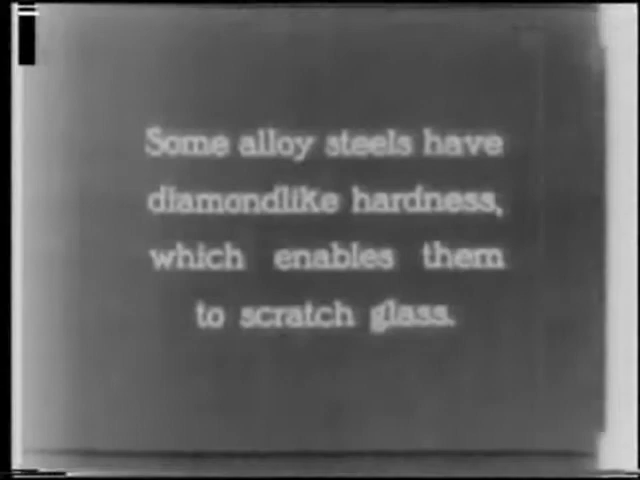 Some alloy steels have
diamondlike hardness,
which enables them
to scratch glass.